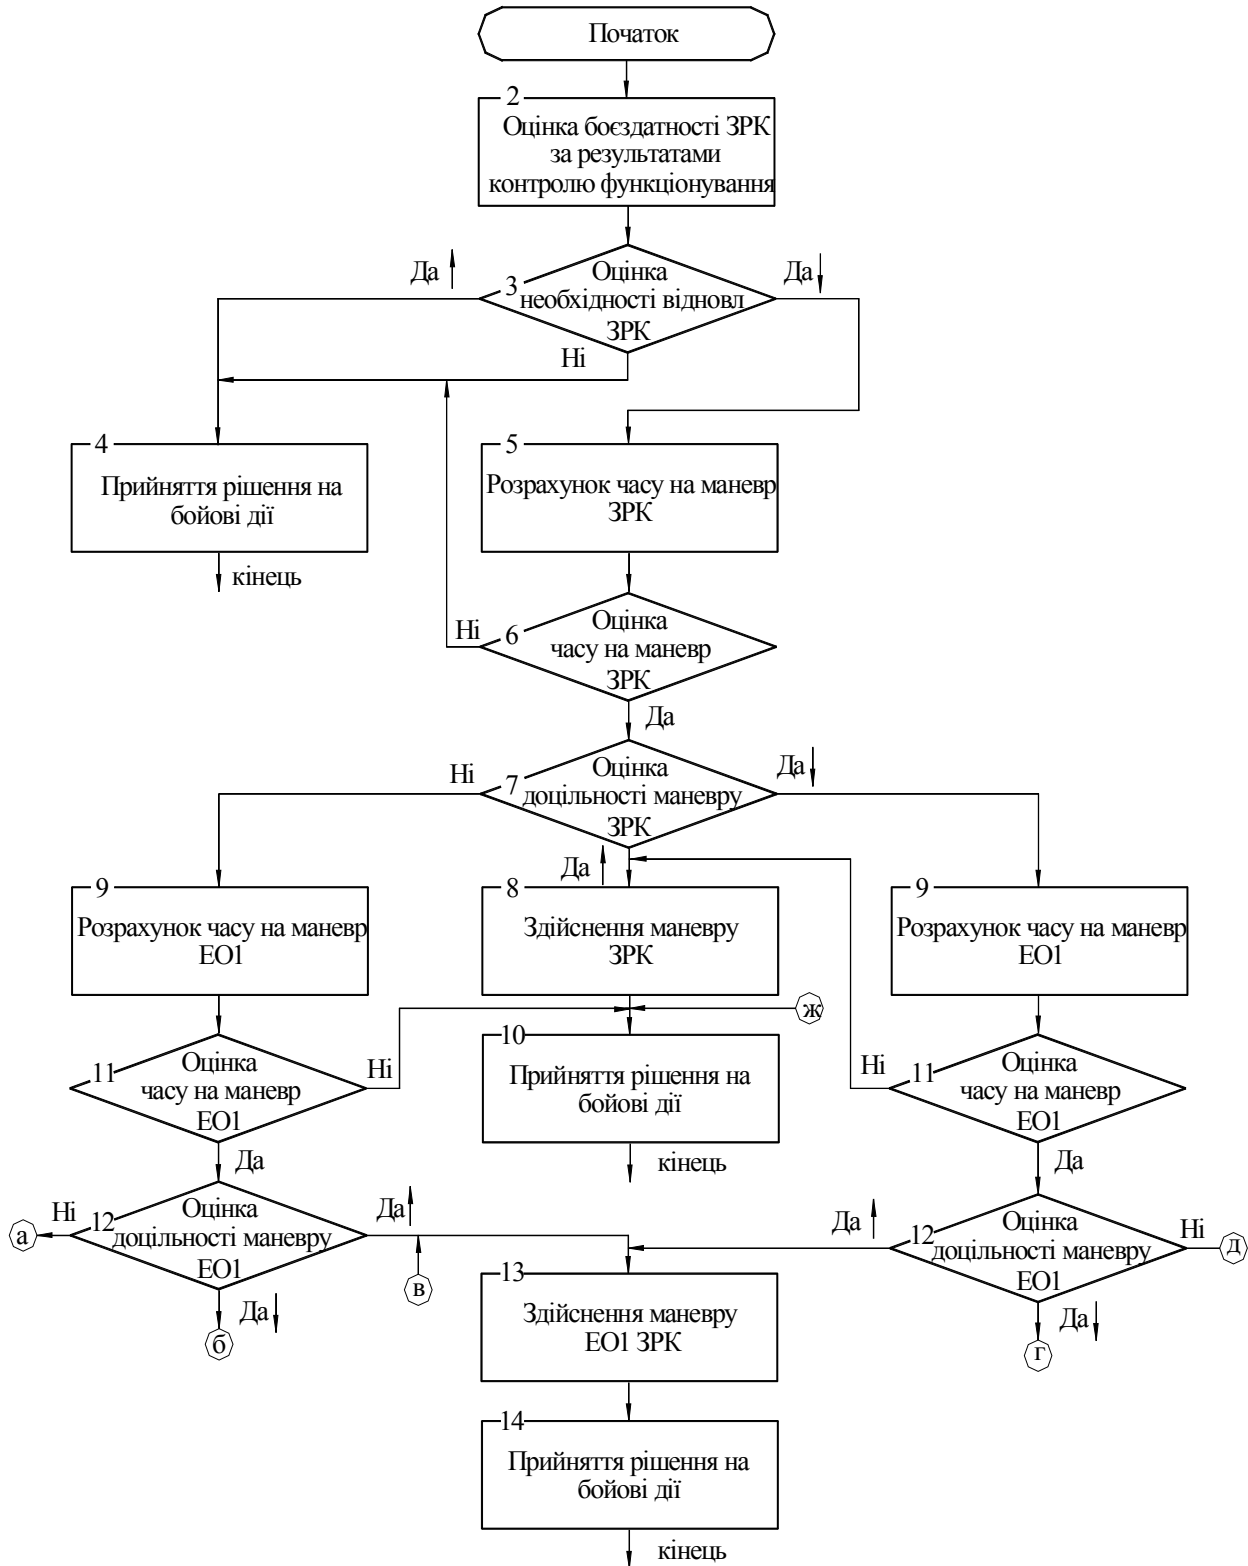 Початок
2
Оцінка боєздатності ЗРК
за результатами
контролю функціонування
Да
Да
3
Оцінка
необхідності відновл
ЗРК
Ні
4
Прийняття рішення на
бойові дії
кінець
5
Розрахунок часу на маневр
ЗРК
Ні
6
Оцінка
часу на маневр
ЗРК
Да
Ні
7
Оцінка
доцільності маневру
ЗРК
Да
Да
9
Розрахунок часу на маневр
ЕО1
8
Здійснення маневру
ЗРК
9
Розрахунок часу на маневр
ЕО1
ж
11
Оцінка
часу на маневр
ЕО1
Ні
10
Прийняття рішення на
бойові дії
кінець
Ні
11
Оцінка
часу на маневр
ЕО1
Да
Да
а
Ні
12
Оцінка
доцільності маневру
ЕО1
Да
Да
12
Оцінка
доцільності маневру
ЕО1
Ні
д
в
Да
б
13
Здійснення маневру
ЕО1 ЗРК
Да
г
14
Прийняття рішення на
бойові дії
кінець